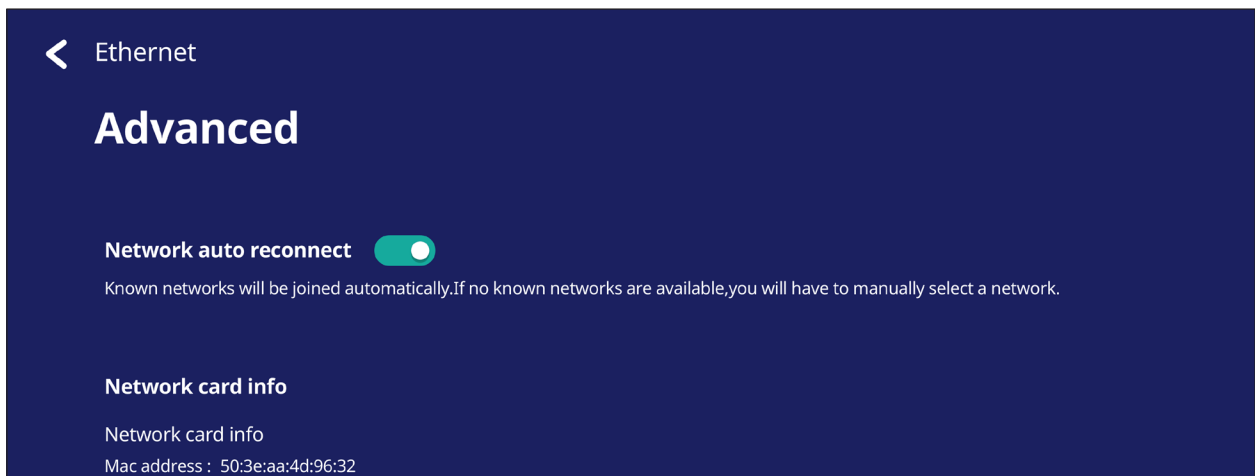 Ethernet
Advanced
Network auto reconnect
Known networks will be joined automatically.If no known networks are available,you will have to manually select a network.
Network card info
Network card info
Mac address :  50:3e:aa:4d:96:32